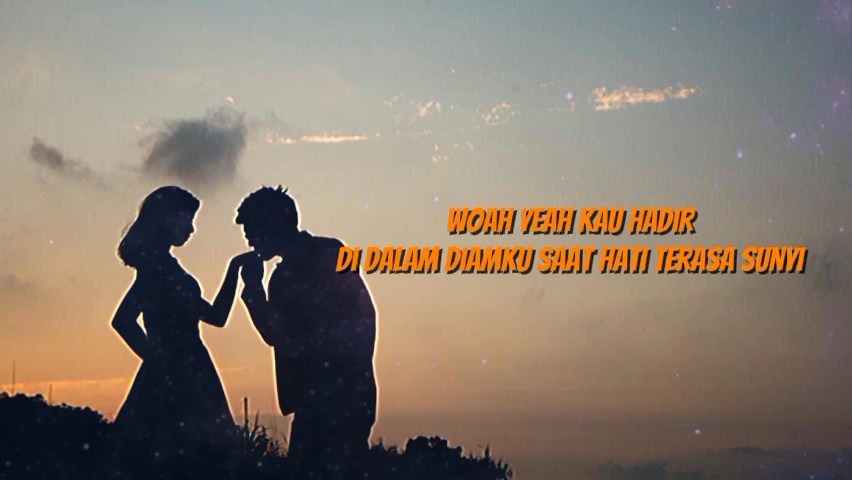 WOAH YEAH KAU HADIR
DI DALAM DIAMKU SAAT HATI TERASA SUNYI